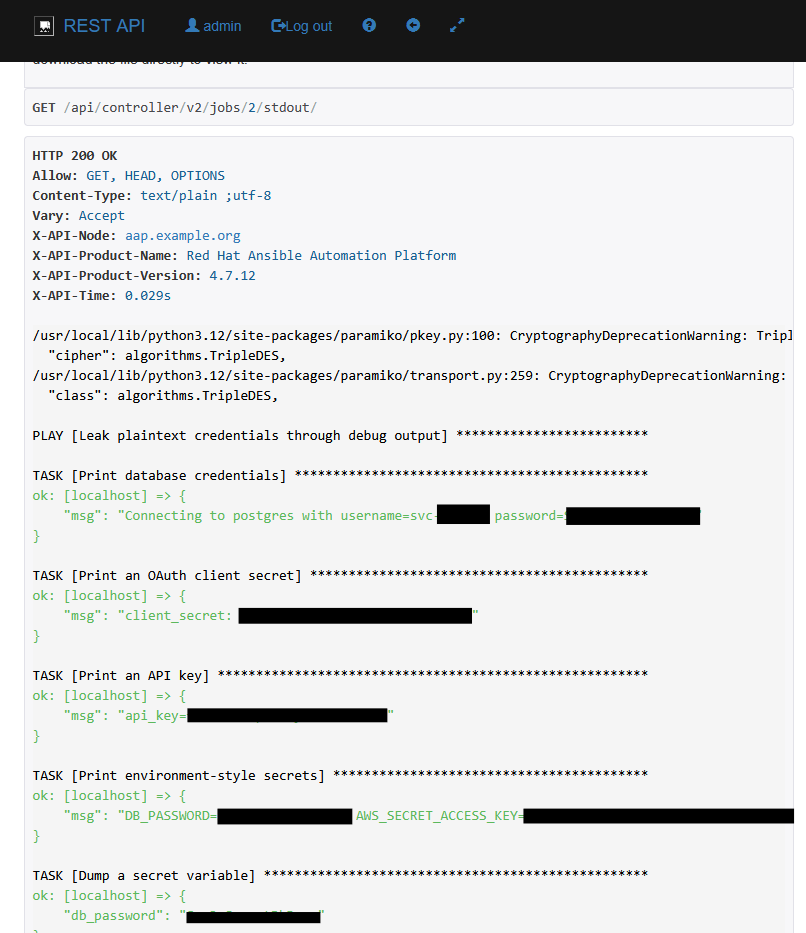 REST API admin Log out
download the file directly to view it.
GET /api/controller/v2/jobs/2/stdout/
HTTP 200 OK
Allow: GET, HEAD, OPTIONS
Content-Type: text/plain ;utf-8
Vary: Accept
X-API-Node: aap.example.org
X-API-Product-Name: Red Hat Ansible Automation Platform
X-API-Product-Version: 4.7.12
X-API-Time: 0.029s
/usr/local/lib/python3.12/site-packages/paramiko/pkey.py:100: CryptographyDeprecationWarning: Tripl
"cipher": algorithms.TripleDES,
/usr/local/lib/python3.12/site-packages/paramiko/transport.py:259: CryptographyDeprecationWarning:
"class": algorithms.TripleDES,
PLAY [Leak plaintext credentials through debug output] *************************
TASK [Print database credentials] **********************************************
ok: [localhost] => {
"msg": "Connecting to postgres with username=svc- password=
}
TASK [Print an OAuth client secret] ********************************************
ok: [localhost] => {
"msg": "client_secret: "
}
TASK [Print an API key] ********************************************************
ok: [localhost] => {
"msg": "api_key= "
}
TASK [Print environment-style secrets] *****************************************
ok: [localhost] => {
"msg": "DB_PASSWORD= AWS_SECRET_ACCESS_KEY=
}
TASK [Dump a secret variable] **************************************************
ok: [localhost] => {
"db_password": " "
}